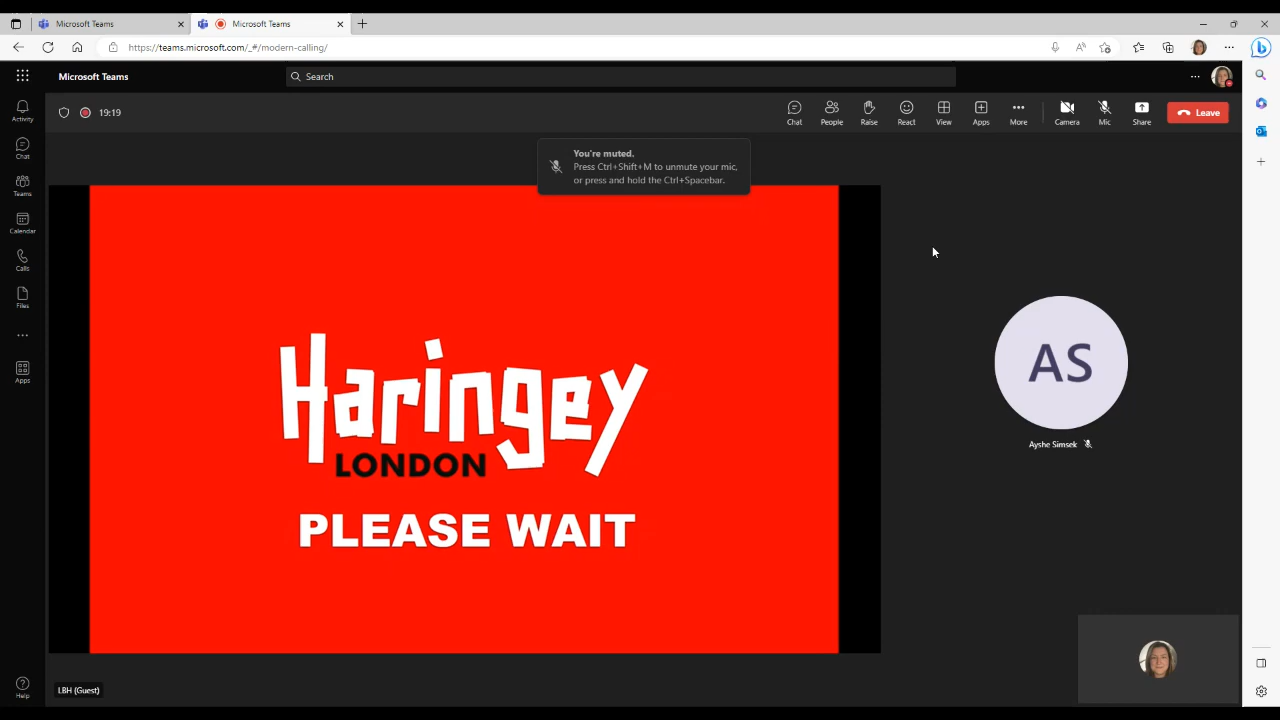 Microsoft Teams
Microsoft Teams
https://teams.microsoft.com/_#/modern-calling/
Microsoft Teams
Search
Activity
Chat
Teams
Calendar
Calls
Files
Apps
Help
19:19
Chat
People
Raise
React
View
Apps
More
Camera
Mic
Share
Leave
You're muted.
Press Ctrl+Shift+M to unmute your mic,
or press and hold the Ctrl+Spacebar.
Haringey
LONDON
PLEASE WAIT
AS
Ayshe Simsek
LBH (Guest)